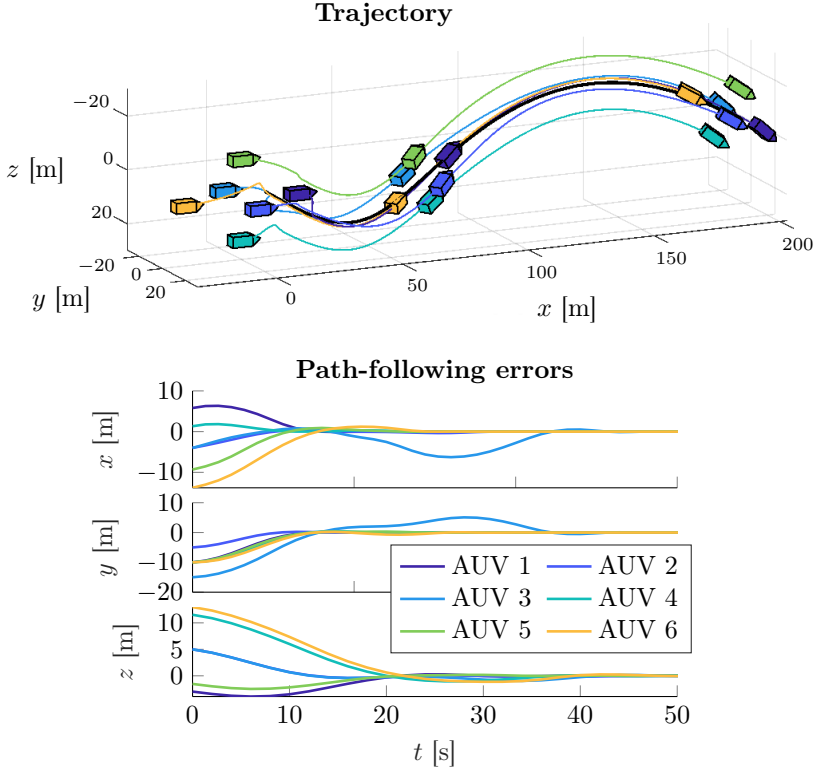 Trajectory
−20
0
20
z [m]
−20
0
20
y [m]
0
50
100
150
200
x [m]
Path-following errors
10
0
−10
x [m]
10
0
−10
−20
y [m]
10
5
0
z [m]
AUV 1 AUV 2
AUV 3 AUV 4
AUV 5 AUV 6
0 10 20 30 40 50
t [s]